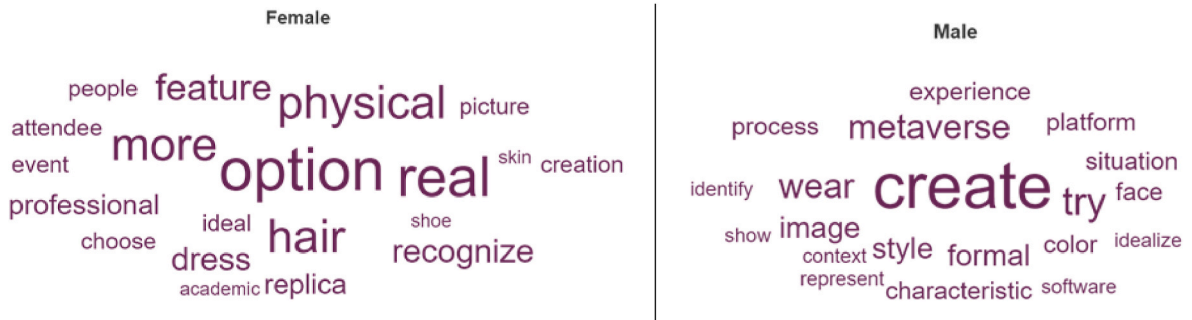 Female
people feature physical picture
attendee more
event option real skin creation
professional ideal hair shoe
choose dress recognize
academic replica
Male
experience
process metaverse platform
situation
identify wear create try face
show image
context style formal color idealize
represent characteristic software